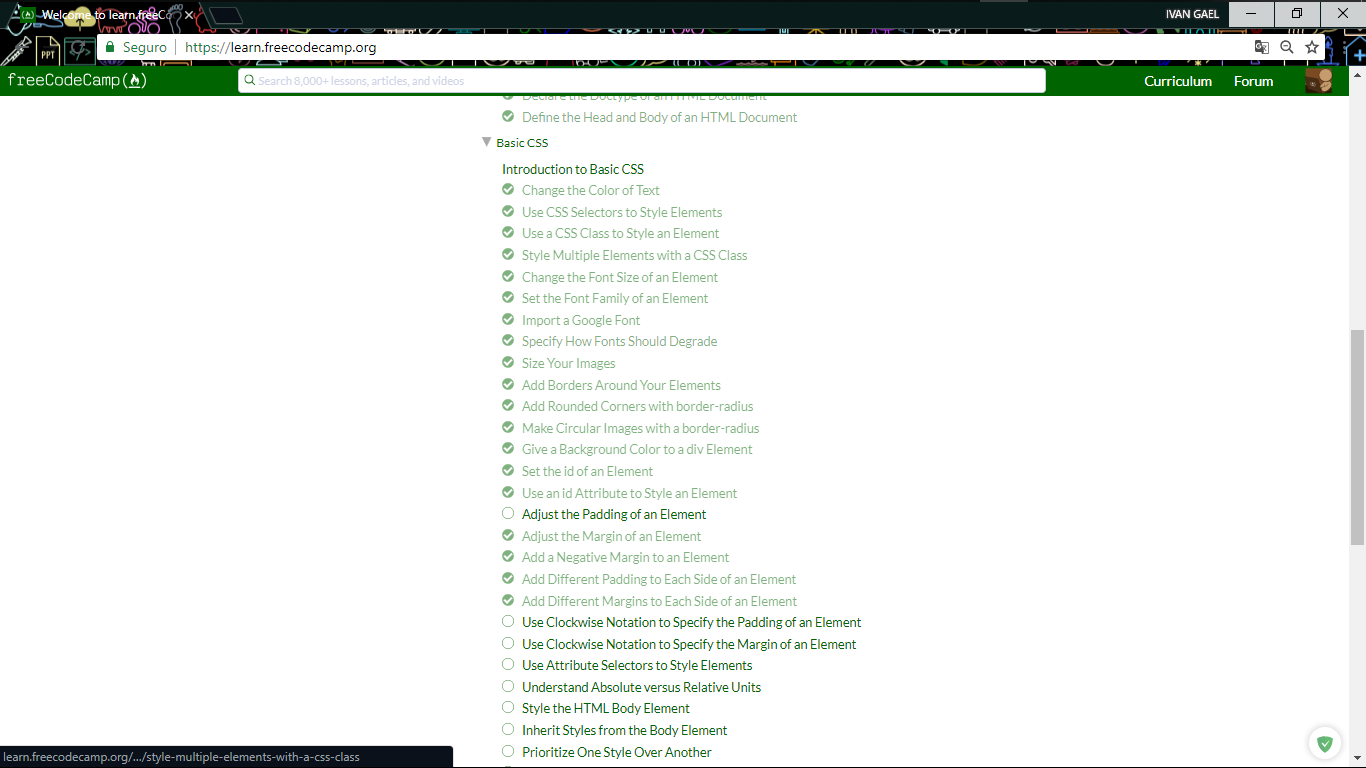 Welcome to learn.freeCo
IVAN GAEL
PPT
Seguro
https://learn.freecodecamp.org
freeCodeCamp
Search 8,000+ lessons, articles, and videos
Curriculum
Forum
Declare the Doctype of an HTML Document
Define the Head and Body of an HTML Document
Basic CSS
Introduction to Basic CSS
Change the Color of Text
Use CSS Selectors to Style Elements
Use a CSS Class to Style an Element
Style Multiple Elements with a CSS Class
Change the Font Size of an Element
Set the Font Family of an Element
Import a Google Font
Specify How Fonts Should Degrade
Size Your Images
Add Borders Around Your Elements
Add Rounded Corners with border-radius
Make Circular Images with a border-radius
Give a Background Color to a div Element
Set the id of an Element
Use an id Attribute to Style an Element
Adjust the Padding of an Element
Adjust the Margin of an Element
Add a Negative Margin to an Element
Add Different Padding to Each Side of an Element
Add Different Margins to Each Side of an Element
Use Clockwise Notation to Specify the Padding of an Element
Use Clockwise Notation to Specify the Margin of an Element
Use Attribute Selectors to Style Elements
Understand Absolute versus Relative Units
Style the HTML Body Element
Inherit Styles from the Body Element
Prioritize One Style Over Another
learn.freecodecamp.org/.../style-multiple-elements-with-a-css-class